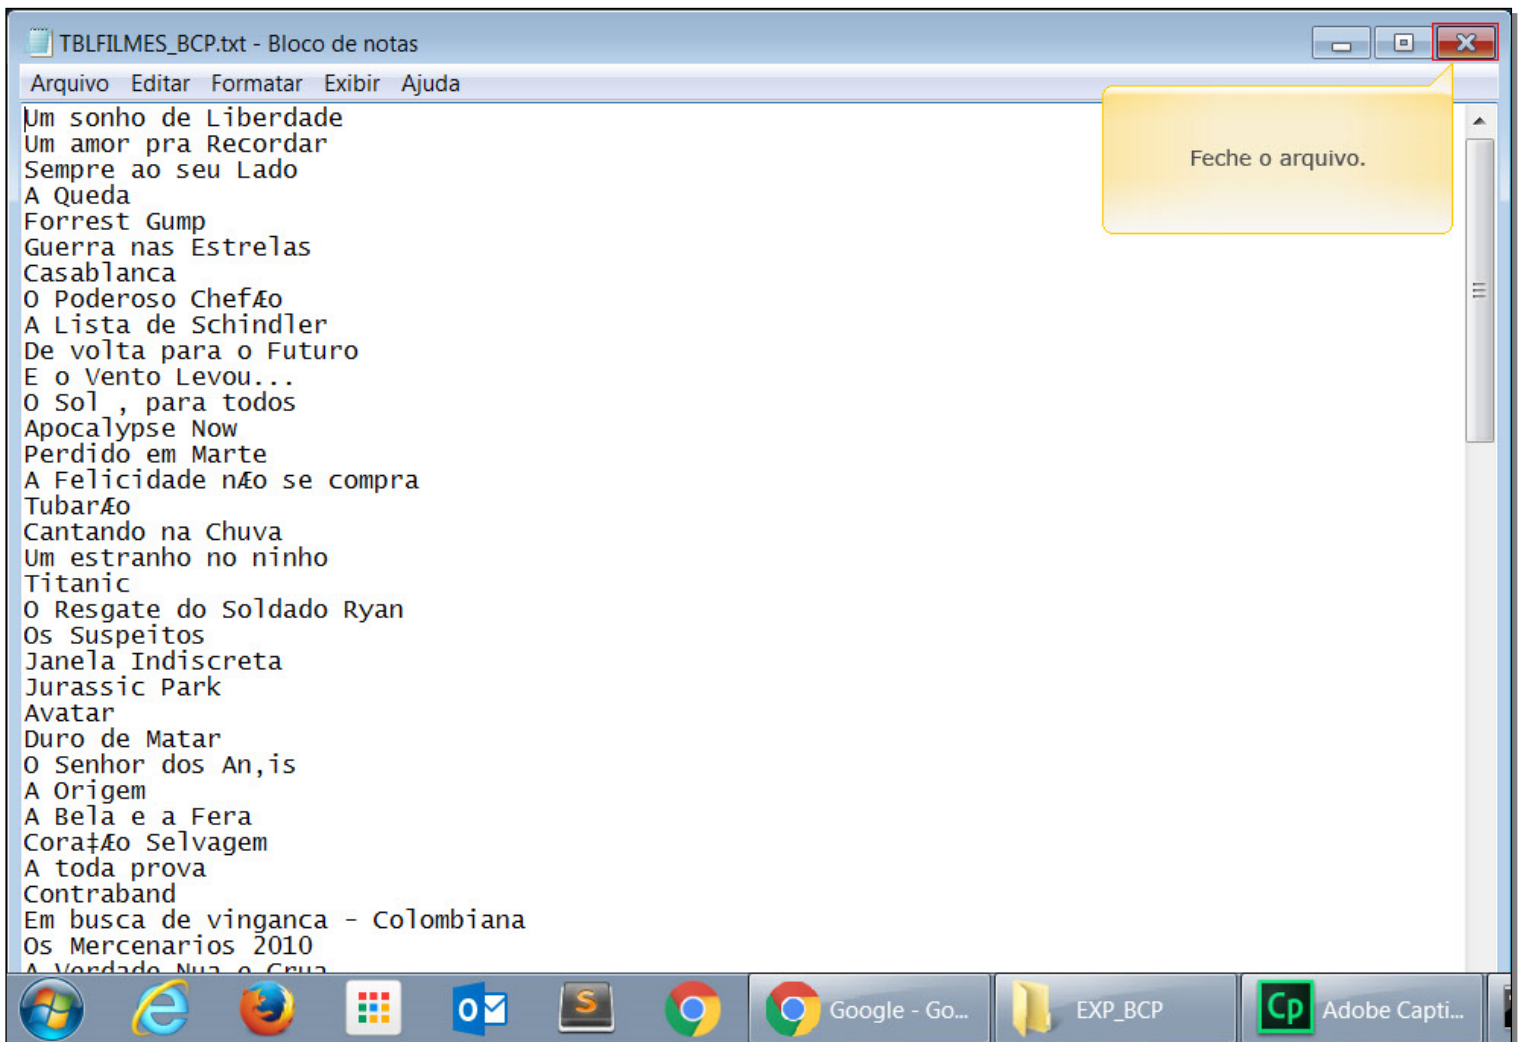 TBLFILMES_BCP.txt - Bloco de notas
Arquivo Editar Formatar Exibir Ajuda
Um sonho de Liberdade
Um amor pra Recordar
Sempre ao seu Lado
A Queda
Forrest Gump
Guerra nas Estrelas
Casablanca
O Poderoso ChefÆo
A Lista de Schindler
De volta para o Futuro
E o Vento Levou...
O Sol , para todos
Apocalypse Now
Perdido em Marte
A Felicidade nÆo se compra
TubarÆo
Cantando na Chuva
Um estranho no ninho
Titanic
O Resgate do Soldado Ryan
Os Suspeitos
Janela Indiscreta
Jurassic Park
Avatar
Duro de Matar
O Senhor dos An‚is
A Origem
A Bela e a Fera
Cora‡Æo Selvagem
A toda prova
Contraband
Em busca de vinganca - Colombiana
Os Mercenarios 2010
A Verdade Nua e Crua
Feche o arquivo.
Google - Go...
EXP_BCP
Cp
Adobe Capti...